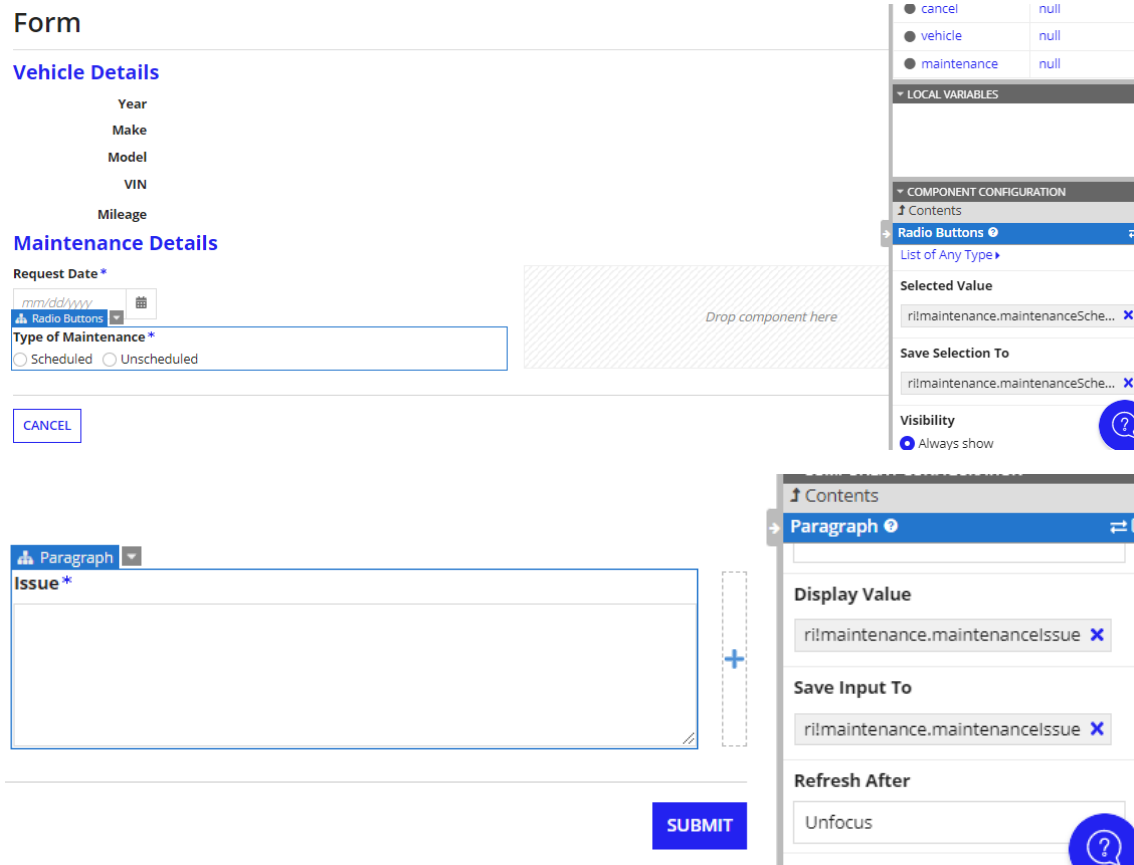 Form
Vehicle Details
Year
Make
Model
VIN
Mileage
Maintenance Details
Request Date *
mm/dd/yyyy
Radio Buttons
Type of Maintenance *
Scheduled Unscheduled
Drop component here
CANCEL
cancel null
vehicle null
maintenance null
LOCAL VARIABLES
COMPONENT CONFIGURATION
Contents
Radio Buttons
List of Any Type
Selected Value
ri!maintenance.maintenanceSche...
Save Selection To
ri!maintenance.maintenanceSche...
Visibility
Always show
Paragraph
Issue *
SUBMIT
Contents
Paragraph
Display Value
ri!maintenance.maintenanceIssue
Save Input To
ri!maintenance.maintenanceIssue
Refresh After
Unfocus